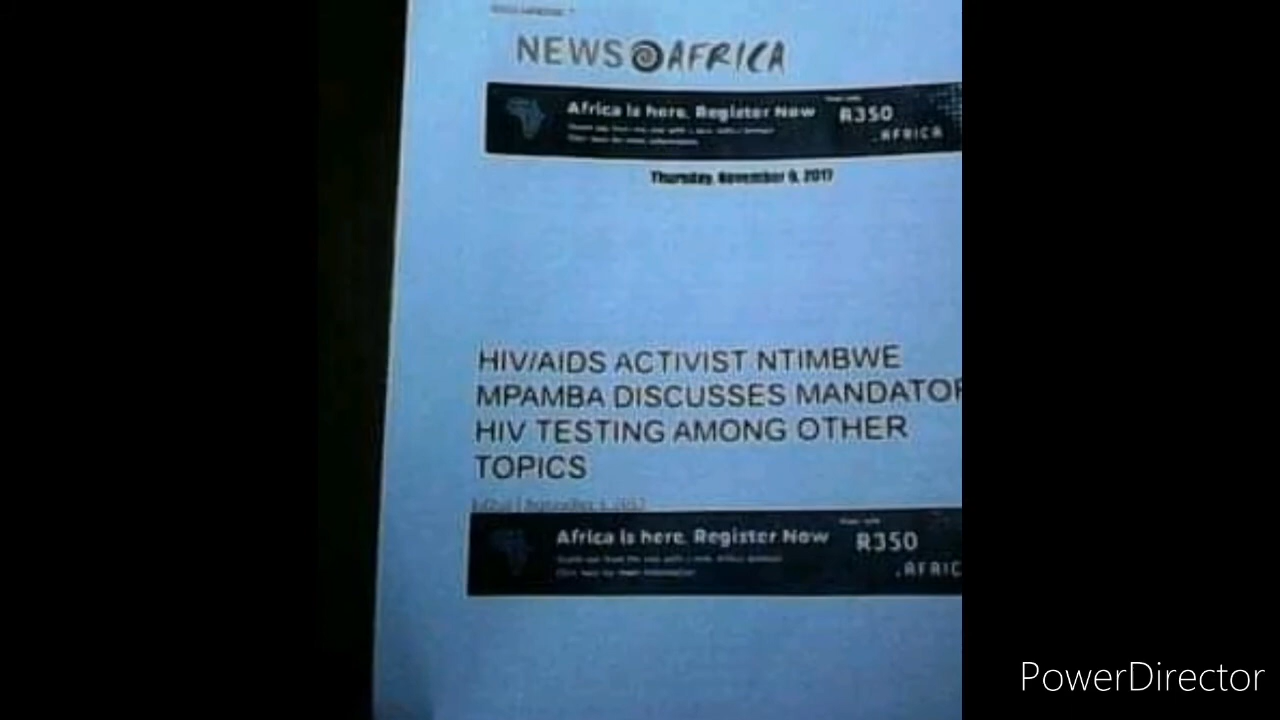 NEWS AFRICA
Africa is here. Register Now
R350
.AFRICA
Thursday, November 9, 2017
HIV/AIDS ACTIVIST NTIMBWE
MPAMBA DISCUSSES MANDATOR
HIV TESTING AMONG OTHER
TOPICS
Africa is here. Register Now
R350
.AFRIC
PowerDirector